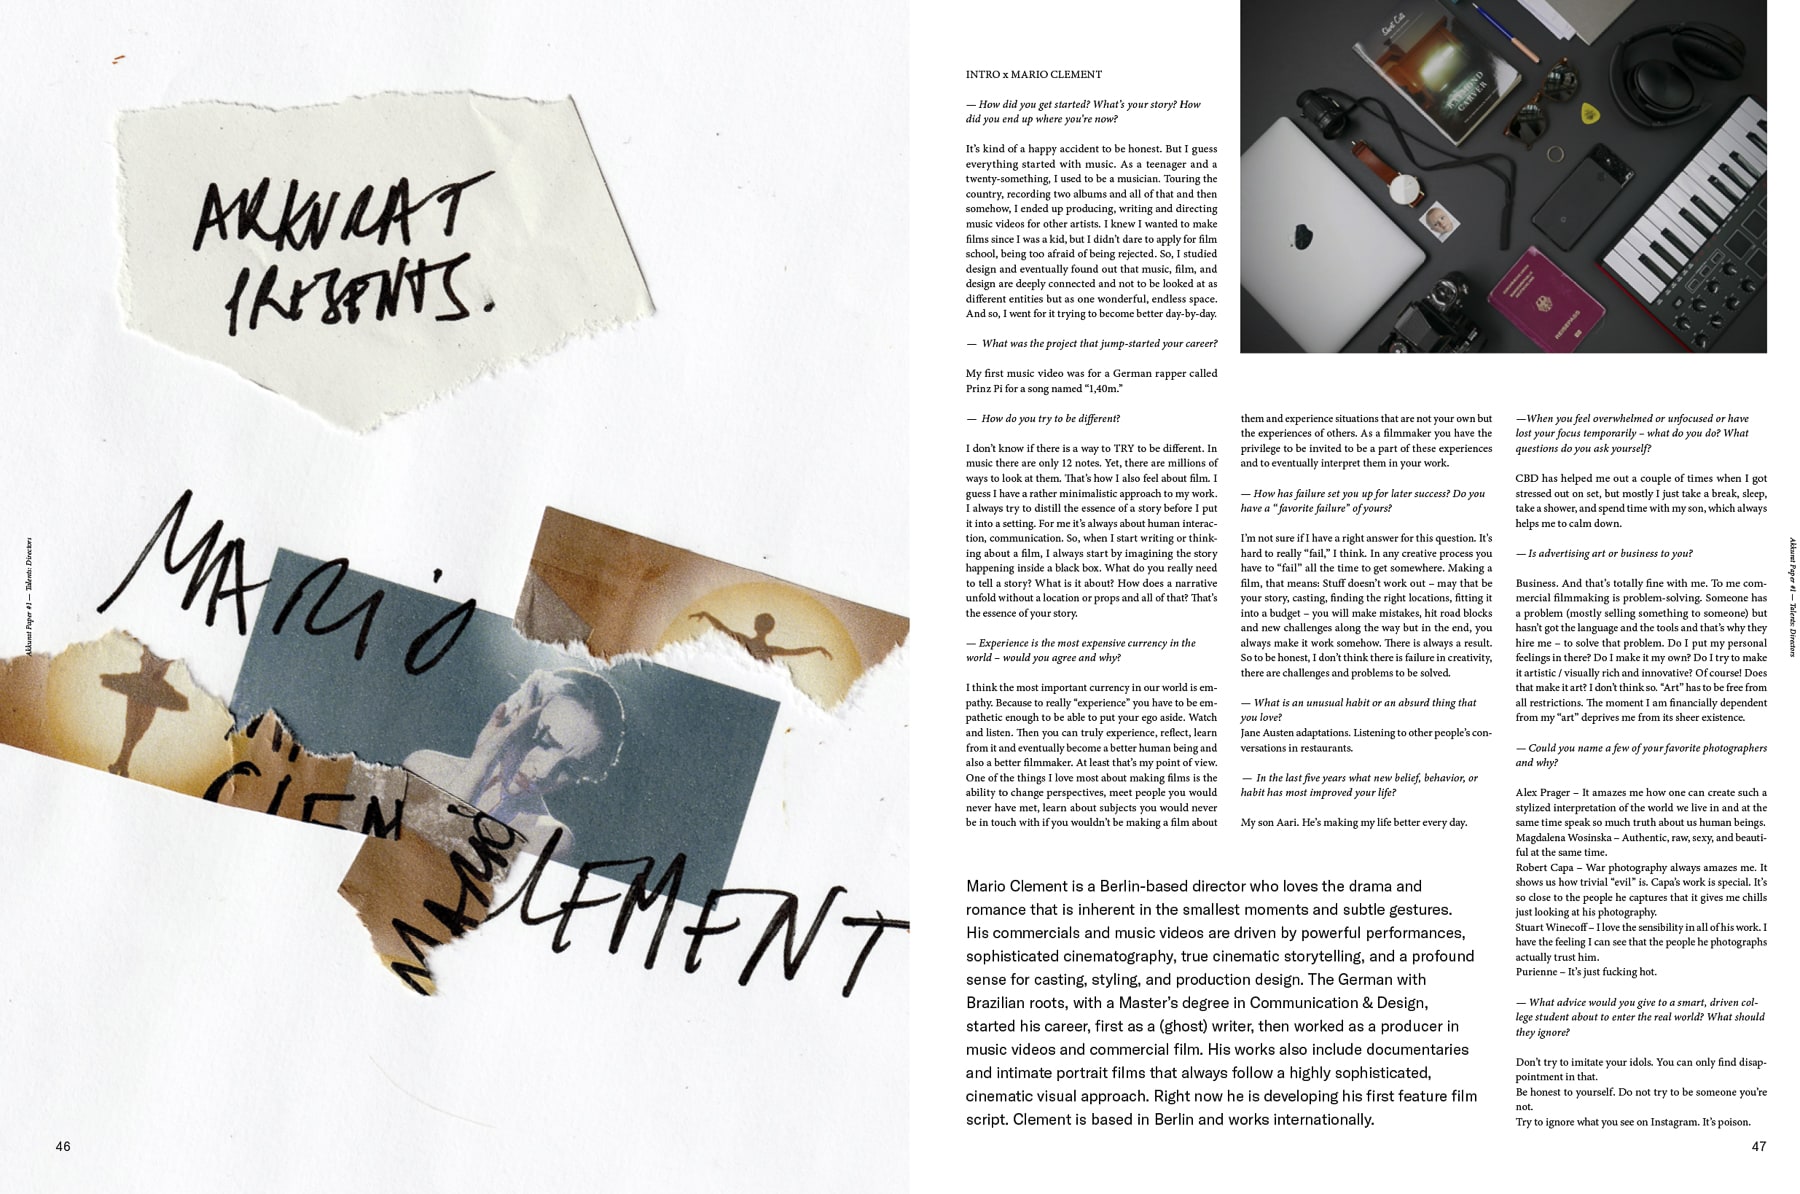 ARKURAT
PRESENTS.
MARIO
CLEM
MARIO
CLEMENT
Akkurat Paper #1 — Talents: Directors
46
INTRO x MARIO CLEMENT
— How did you get started? What’s your story? How
did you end up where you’re now?
It’s kind of a happy accident to be honest. But I guess
everything started with music. As a teenager and a
twenty-something, I used to be a musician. Touring the
country, recording two albums and all of that and then
somehow, I ended up producing, writing and directing
music videos for other artists. I knew I wanted to make
films since I was a kid, but I didn’t dare to apply for film
school, being too afraid of being rejected. So, I studied
design and eventually found out that music, film, and
design are deeply connected and not to be looked at as
different entities but as one wonderful, endless space.
And so, I went for it trying to become better day-by-day.
— What was the project that jump-started your career?
My first music video was for a German rapper called
Prinz Pi for a song named “1,40m.”
— How do you try to be different?
I don’t know if there is a way to TRY to be different. In
music there are only 12 notes. Yet, there are millions of
ways to look at them. That’s how I also feel about film. I
guess I have a rather minimalistic approach to my work.
I always try to distill the essence of a story before I put
it into a setting. For me it’s always about human interac-
tion, communication. So, when I start writing or think-
ing about a film, I always start by imagining the story
happening inside a black box. What do you really need
to tell a story? What is it about? How does a narrative
unfold without a location or props and all of that? That’s
the essence of your story.
— Experience is the most expensive currency in the
world – would you agree and why?
I think the most important currency in our world is em-
pathy. Because to really “experience” you have to be em-
pathetic enough to be able to put your ego aside. Watch
and listen. Then you can truly experience, reflect, learn
from it and eventually become a better human being and
also a better filmmaker. At least that’s my point of view.
One of the things I love most about making films is the
ability to change perspectives, meet people you would
never have met, learn about subjects you would never
be in touch with if you wouldn’t be making a film about
Short Cuts
RAYMOND
CARVER
REISEPASS
them and experience situations that are not your own but
the experiences of others. As a filmmaker you have the
privilege to be invited to be a part of these experiences
and to eventually interpret them in your work.
— How has failure set you up for later success? Do you
have a “ favorite failure” of yours?
I’m not sure if I have a right answer for this question. It’s
hard to really “fail,” I think. In any creative process you
have to “fail” all the time to get somewhere. Making a
film, that means: Stuff doesn’t work out – may that be
your story, casting, finding the right locations, fitting it
into a budget – you will make mistakes, hit road blocks
and new challenges along the way but in the end, you
always make it work somehow. There is always a result.
So to be honest, I don’t think there is failure in creativity,
there are challenges and problems to be solved.
— What is an unusual habit or an absurd thing that
you love?
Jane Austen adaptations. Listening to other people’s con-
versations in restaurants.
— In the last five years what new belief, behavior, or
habit has most improved your life?
My son Aari. He’s making my life better every day.
—When you feel overwhelmed or unfocused or have
lost your focus temporarily – what do you do? What
questions do you ask yourself?
CBD has helped me out a couple of times when I got
stressed out on set, but mostly I just take a break, sleep,
take a shower, and spend time with my son, which always
helps me to calm down.
— Is advertising art or business to you?
Business. And that’s totally fine with me. To me com-
mercial filmmaking is problem-solving. Someone has
a problem (mostly selling something to someone) but
hasn’t got the language and the tools and that’s why they
hire me – to solve that problem. Do I put my personal
feelings in there? Do I make it my own? Do I try to make
it artistic / visually rich and innovative? Of course! Does
that make it art? I don’t think so. “Art” has to be free from
all restrictions. The moment I am financially dependent
from my “art” deprives me from its sheer existence.
— Could you name a few of your favorite photographers
and why?
Alex Prager – It amazes me how one can create such a
stylized interpretation of the world we live in and at the
same time speak so much truth about us human beings.
Magdalena Wosinska – Authentic, raw, sexy, and beauti-
ful at the same time.
Robert Capa – War photography always amazes me. It
shows us how trivial “evil” is. Capa’s work is special. It’s
so close to the people he captures that it gives me chills
just looking at his photography.
Stuart Winecoff – I love the sensibility in all of his work. I
have the feeling I can see that the people he photographs
actually trust him.
Purienne – It’s just fucking hot.
— What advice would you give to a smart, driven col-
lege student about to enter the real world? What should
they ignore?
Don’t try to imitate your idols. You can only find disap-
pointment in that.
Be honest to yourself. Do not try to be someone you’re
not.
Try to ignore what you see on Instagram. It’s poison.
Mario Clement is a Berlin-based director who loves the drama and
romance that is inherent in the smallest moments and subtle gestures.
His commercials and music videos are driven by powerful performances,
sophisticated cinematography, true cinematic storytelling, and a profound
sense for casting, styling, and production design. The German with
Brazilian roots, with a Master’s degree in Communication & Design,
started his career, first as a (ghost) writer, then worked as a producer in
music videos and commercial film. His works also include documentaries
and intimate portrait films that always follow a highly sophisticated,
cinematic visual approach. Right now he is developing his first feature film
script. Clement is based in Berlin and works internationally.
Akkurat Paper #1 — Talents: Directors
47